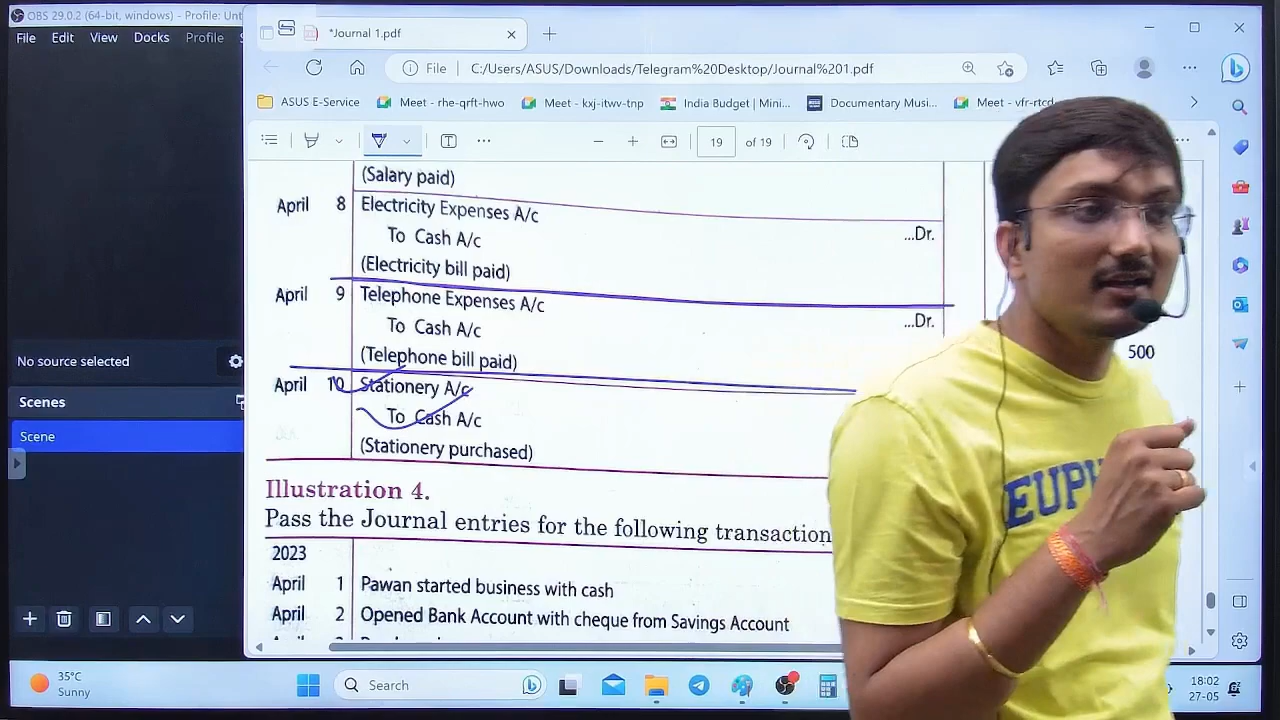 OBS 29.0.2 (64-bit, windows) - Profile: Unt
File Edit View Docks Profile
*Journal 1.pdf
File C:/Users/ASUS/Downloads/Telegram%20Desktop/Journal%201.pdf
ASUS E-Service Meet - rhe-qrft-hwo Meet - kxj-itwv-tnp India Budget | Mini... Documentary Musi... Meet - vfr-rtcd
19 of 19
(Salary paid)
April 8 Electricity Expenses A/c ...Dr.
To Cash A/c
(Electricity bill paid)
April 9 Telephone Expenses A/c ...Dr.
To Cash A/c
(Telephone bill paid)
500
April 10 Stationery A/c
To Cash A/c
(Stationery purchased)
Illustration 4.
Pass the Journal entries for the following transaction
2023
April 1 Pawan started business with cash
April 2 Opened Bank Account with cheque from Savings Account
No source selected
Scenes
Scene
EUPH
35°C
Sunny
Search
18:02
27-05